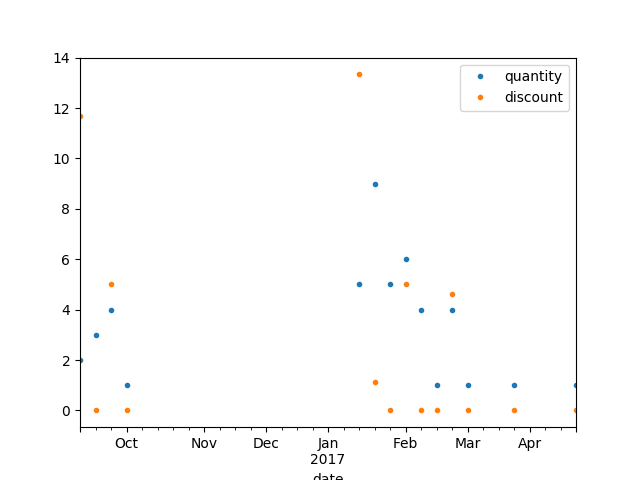 14
12
10
8
6
4
2
0
quantity
discount
Oct
Nov
Dec
Jan
2017
Feb
Mar
Apr
date